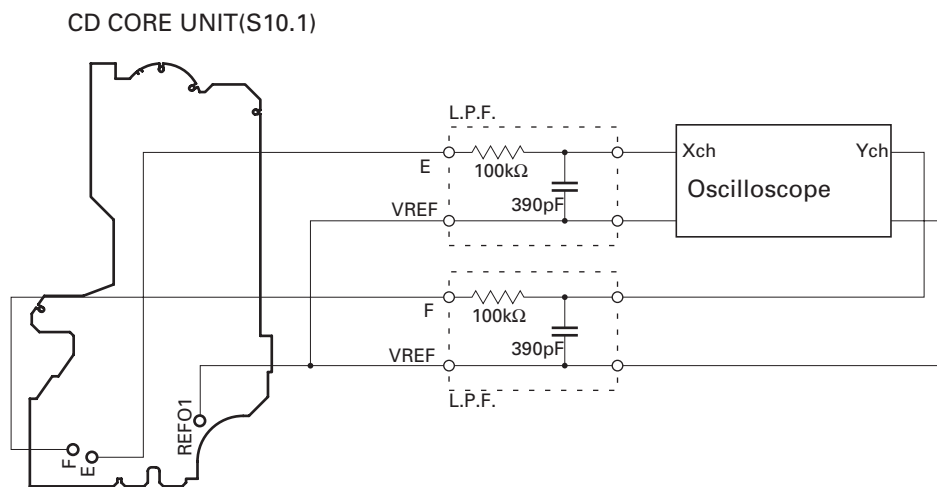 CD CORE UNIT(S10.1)
L.P.F.
E
100kΩ
390pF
VREF
Xch
Ych
Oscilloscope
F
100kΩ
390pF
VREF
L.P.F.
REFO1
F
E